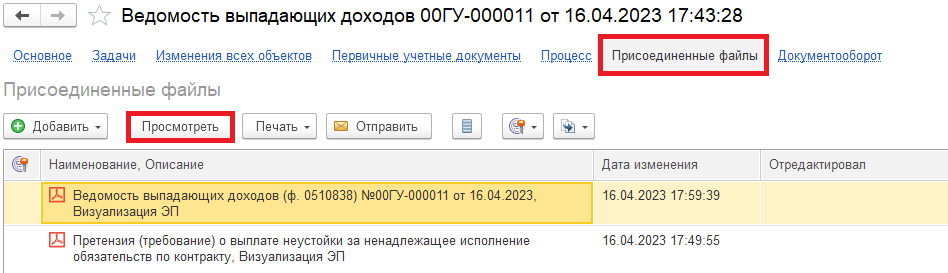 Ведомость выпадающих доходов 00ГУ-000011 от 16.04.2023 17:43:28
Основное Задачи Изменения всех объектов Первичные учетные документы Процесс Присоединенные файлы Документооборот
Присоединенные файлы
Добавить Просмотреть Печать Отправить
Наименование, Описание Дата изменения Отредактировал
Ведомость выпадающих доходов (ф. 0510838) №00ГУ-000011 от 16.04.2023, 16.04.2023 17:59:39
Визуализация ЭП
Претензия (требование) о выплате неустойки за ненадлежащее исполнение 16.04.2023 17:49:55
обязательств по контракту, Визуализация ЭП